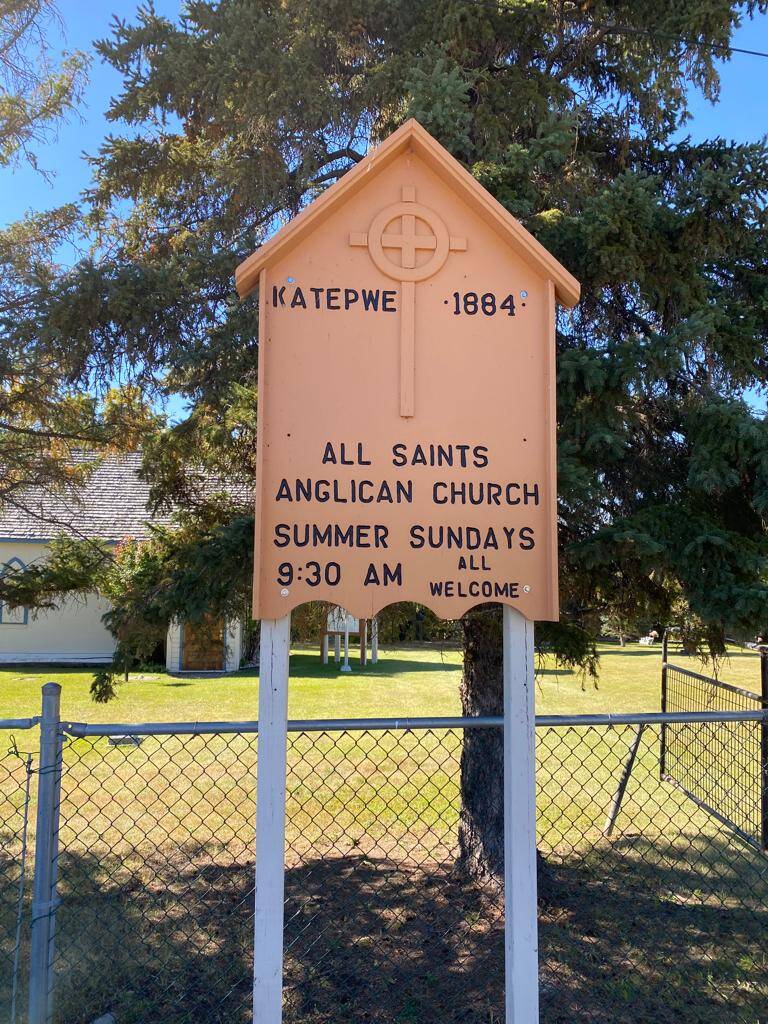 KATEPWE ·1884·
ALL SAINTS
ANGLICAN CHURCH
SUMMER SUNDAYS
9:30 AM ALL
WELCOME